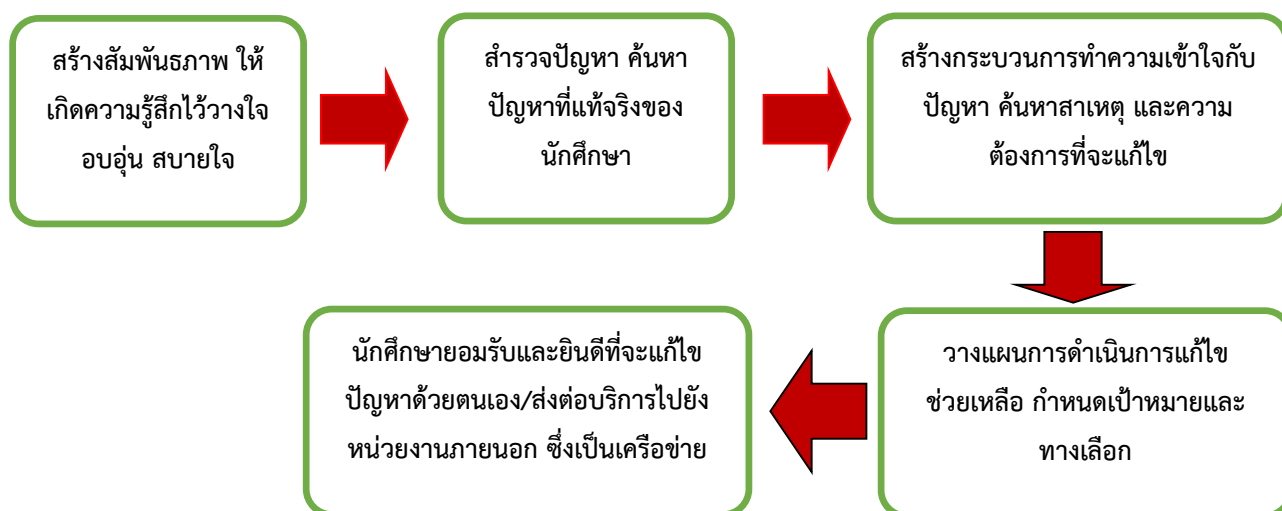 สร้างสัมพันธภาพ ให้
เกิดความรู้สึกไว้วางใจ
อบอุ่น สบายใจ
สำรวจปัญหา ค้นหา
ปัญหาที่แท้จริงของ
นักศึกษา
สร้างกระบวนการทำความเข้าใจกับ
ปัญหา ค้นหาสาเหตุ และความ
ต้องการที่จะแก้ไข
วางแผนการดำเนินการแก้ไข
ช่วยเหลือ กำหนดเป้าหมายและ
ทางเลือก
นักศึกษายอมรับและยินดีที่จะแก้ไข
ปัญหาด้วยตนเอง/ส่งต่อบริการไปยัง
หน่วยงานภายนอก ซึ่งเป็นเครือข่าย